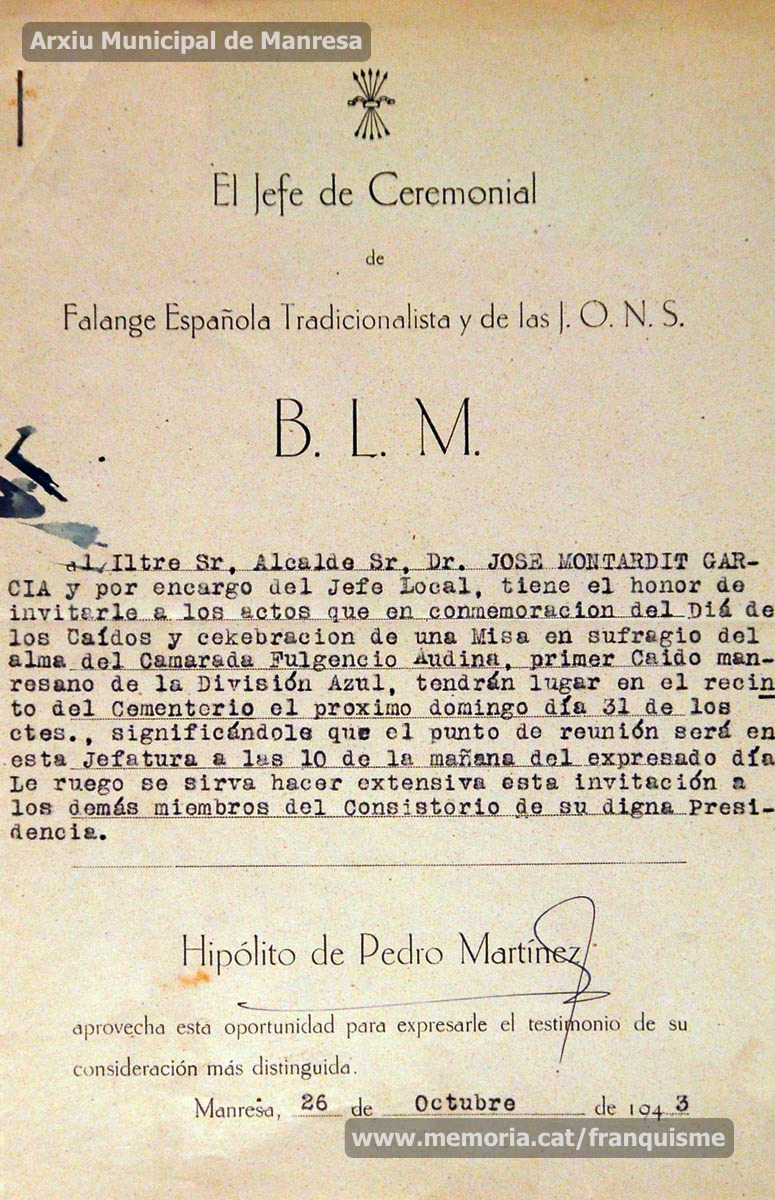 Arxiu Municipal de Manresa
El Jefe de Ceremonial
de
Falange Española Tradicionalista y de las J. O. N. S.
B. L. M.
al, Iltre Sr, Alcalde Sr, Dr. JOSE MONTARDIT GAR-
CIA y por encargo del Jefe Local, tiene el honor de
invitarle a los actos que en conmemoracion del Diá de
los Caídos y cekebracion de una Misa en sufragio del
alma del Camarada Fulgencio Audina, primer Caido man-
resano de la División Azul, tendrán lugar en el recin
to del Cementerio el proximo domingo día 31 de los
ctes., significándole que el punto de reunión será en
esta Jefatura a las 10 de la mañana del expresado día
Le ruego se sirva hacer extensiva esta invitación a
los demás miembros del Consistorio de su digna Presi-
dencia.
Hipólito de Pedro Martínez
aprovecha esta oportunidad para expresarle el testimonio de su
consideración más distinguida.
Manresa, 26 de Octubre de 1943
www.memoria.cat/franquisme